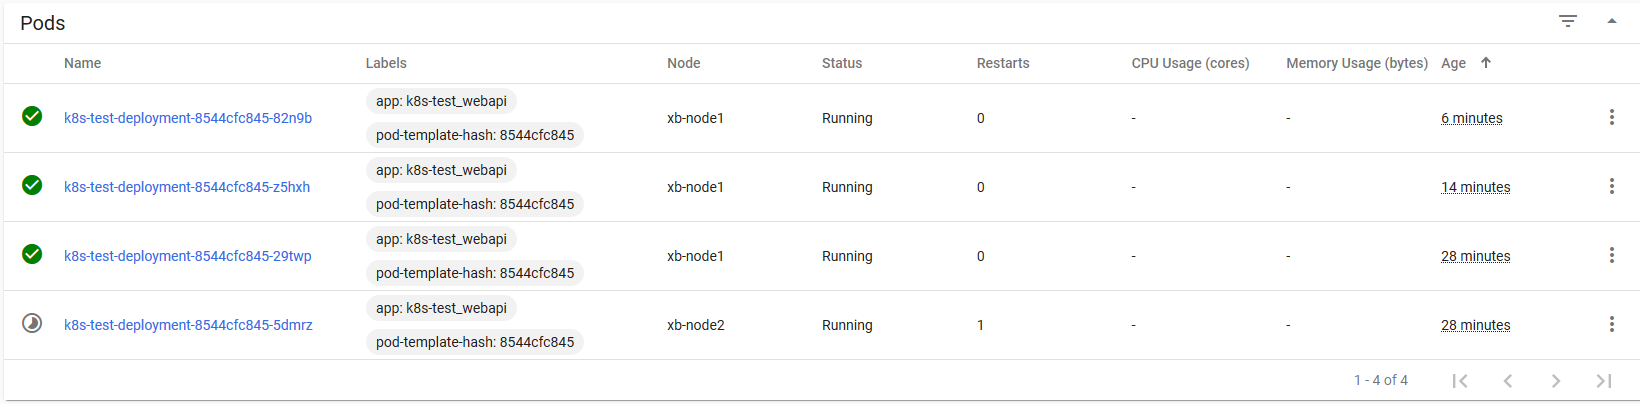 Pods
Name Labels Node Status Restarts CPU Usage (cores) Memory Usage (bytes) Age
app: k8s-test_webapi
k8s-test-deployment-8544cfc845-82n9b xb-node1 Running 0 - - 6 minutes
pod-template-hash: 8544cfc845
app: k8s-test_webapi
k8s-test-deployment-8544cfc845-z5hxh xb-node1 Running 0 - - 14 minutes
pod-template-hash: 8544cfc845
app: k8s-test_webapi
k8s-test-deployment-8544cfc845-29twp xb-node1 Running 0 - - 28 minutes
pod-template-hash: 8544cfc845
app: k8s-test_webapi
k8s-test-deployment-8544cfc845-5dmrz xb-node2 Running 1 - - 28 minutes
pod-template-hash: 8544cfc845
1 - 4 of 4